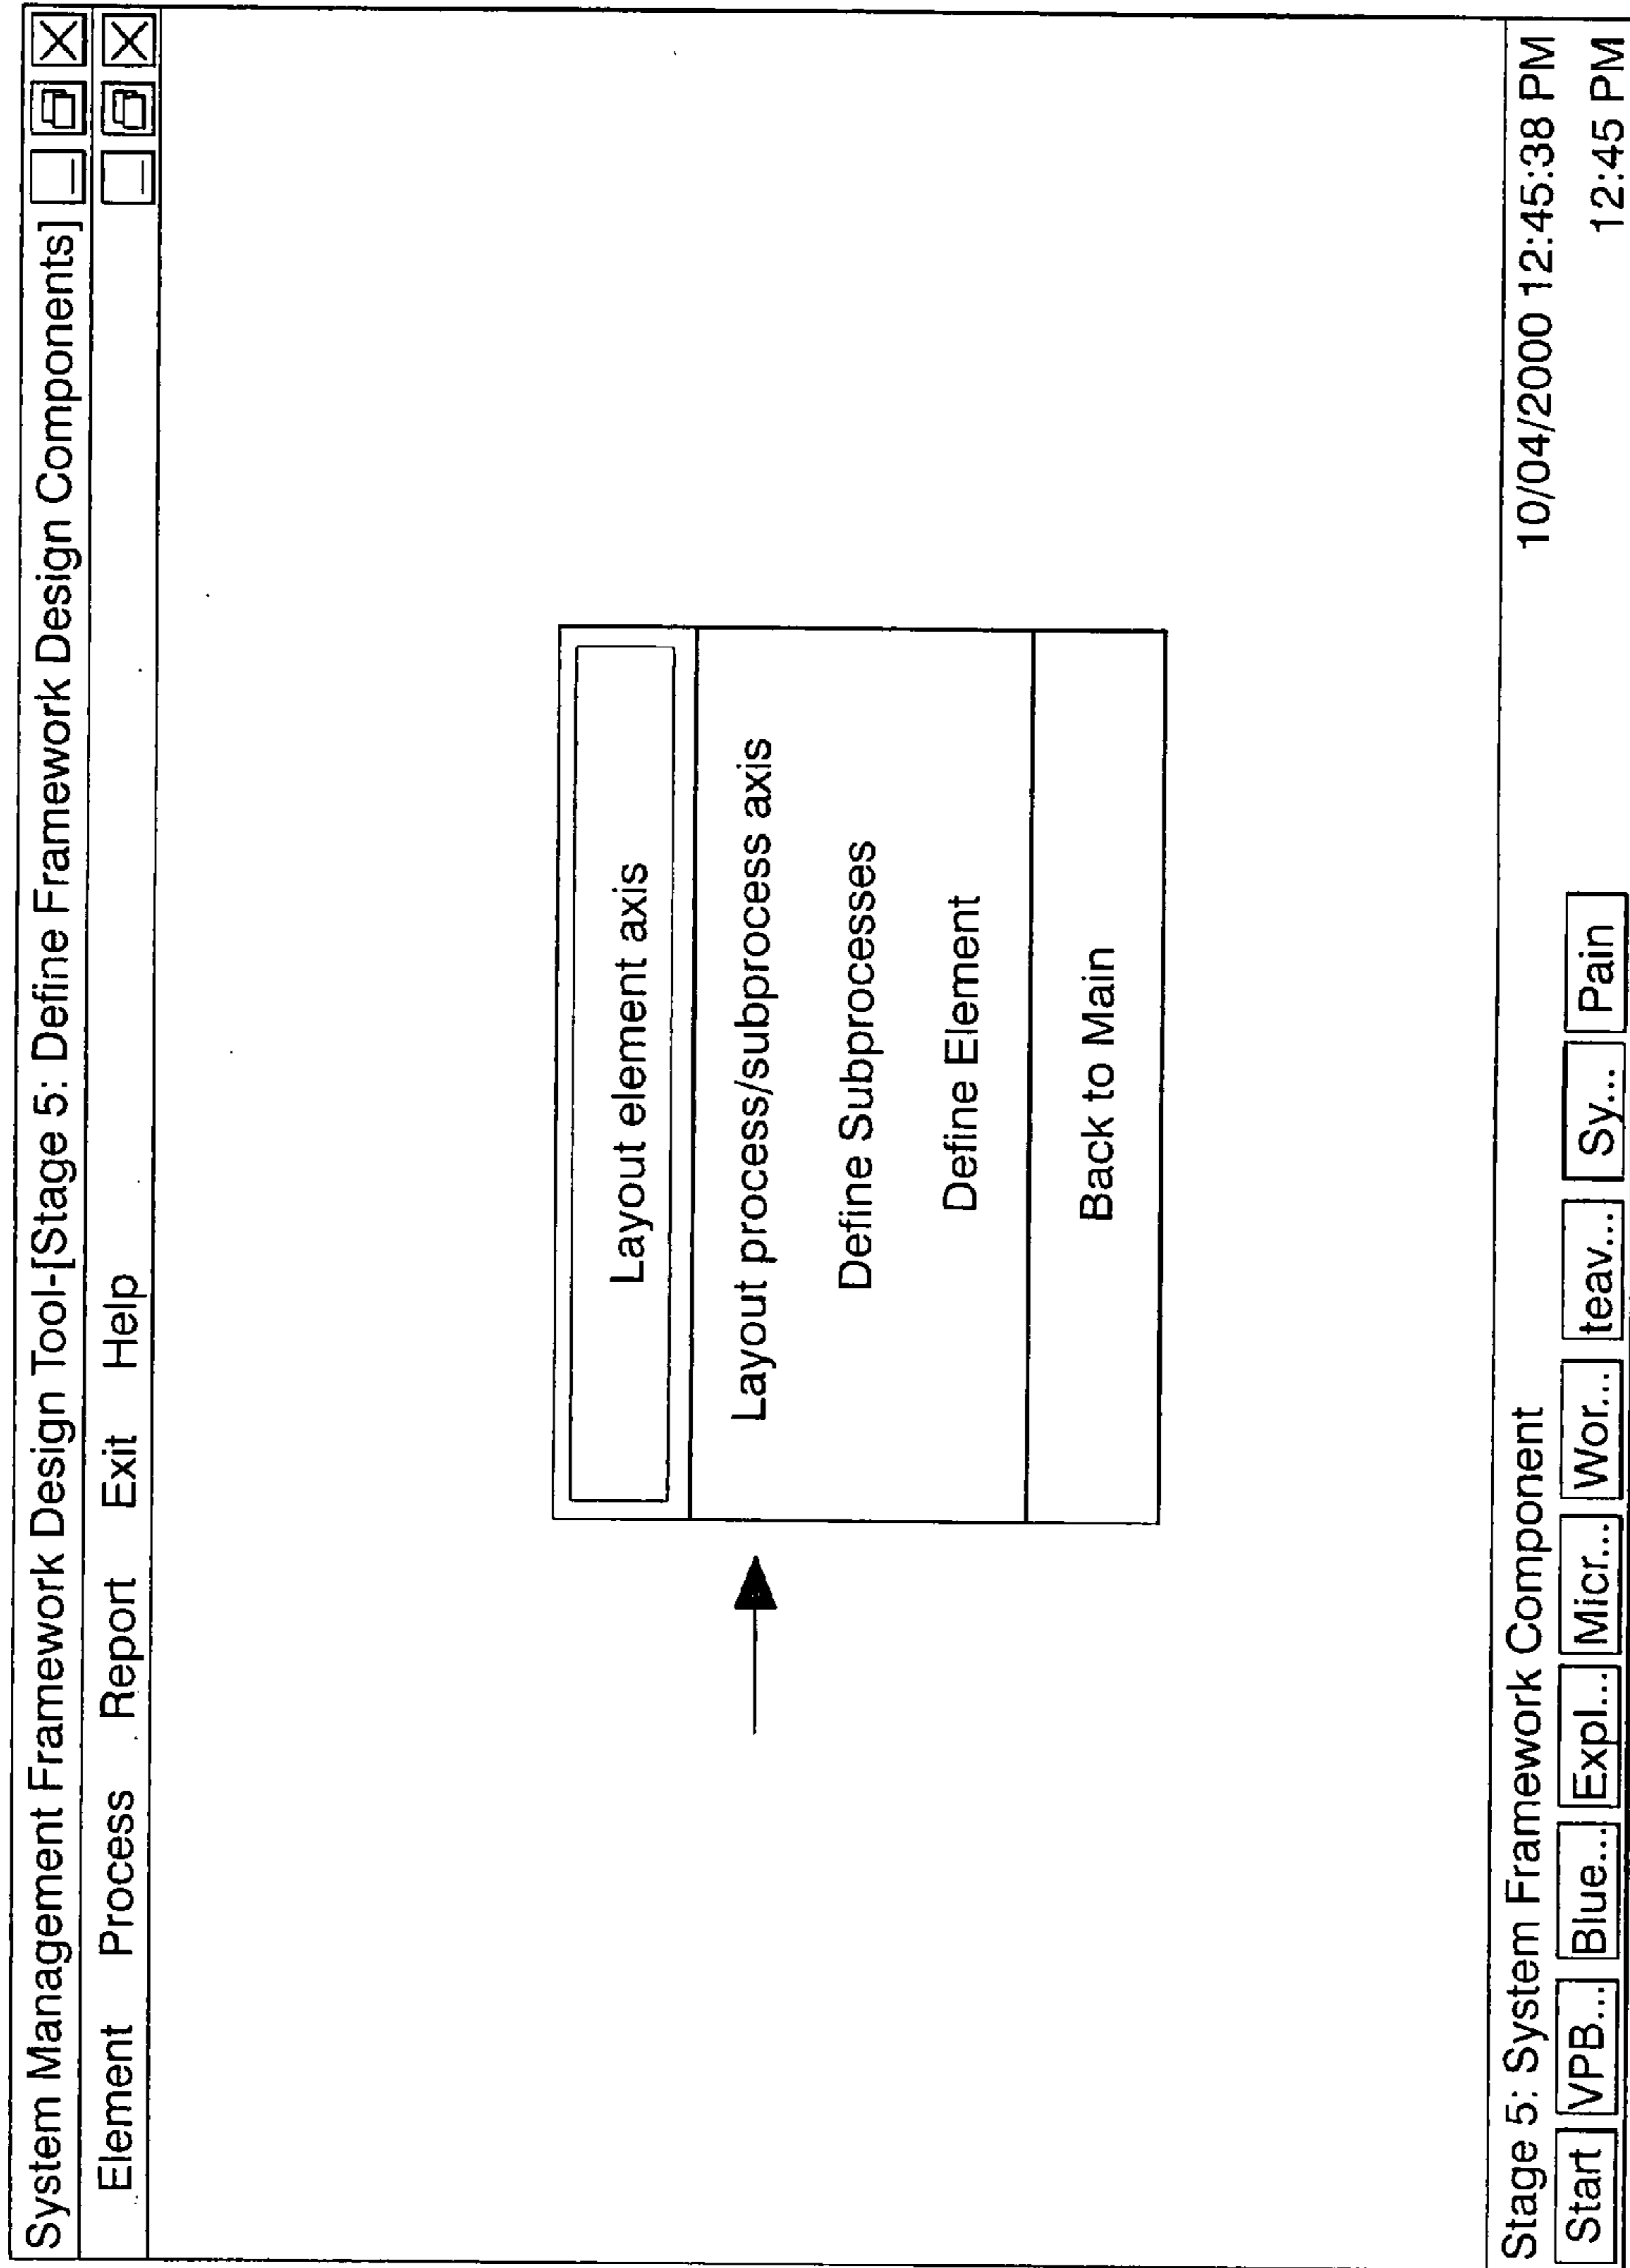 System Management Framework Design Tool-[Stage 5: Define Framework Design Components]
Element Process Report Exit Help
Layout element axis
Layout process/subprocess axis
Define Subprocesses
Define Element
Back to Main
Stage 5: System Framework Component 10/04/2000 12:45:38 PM
Start VPB... Blue... Expl... Micr... Wor... teav... Sy... Pain 12:45 PM